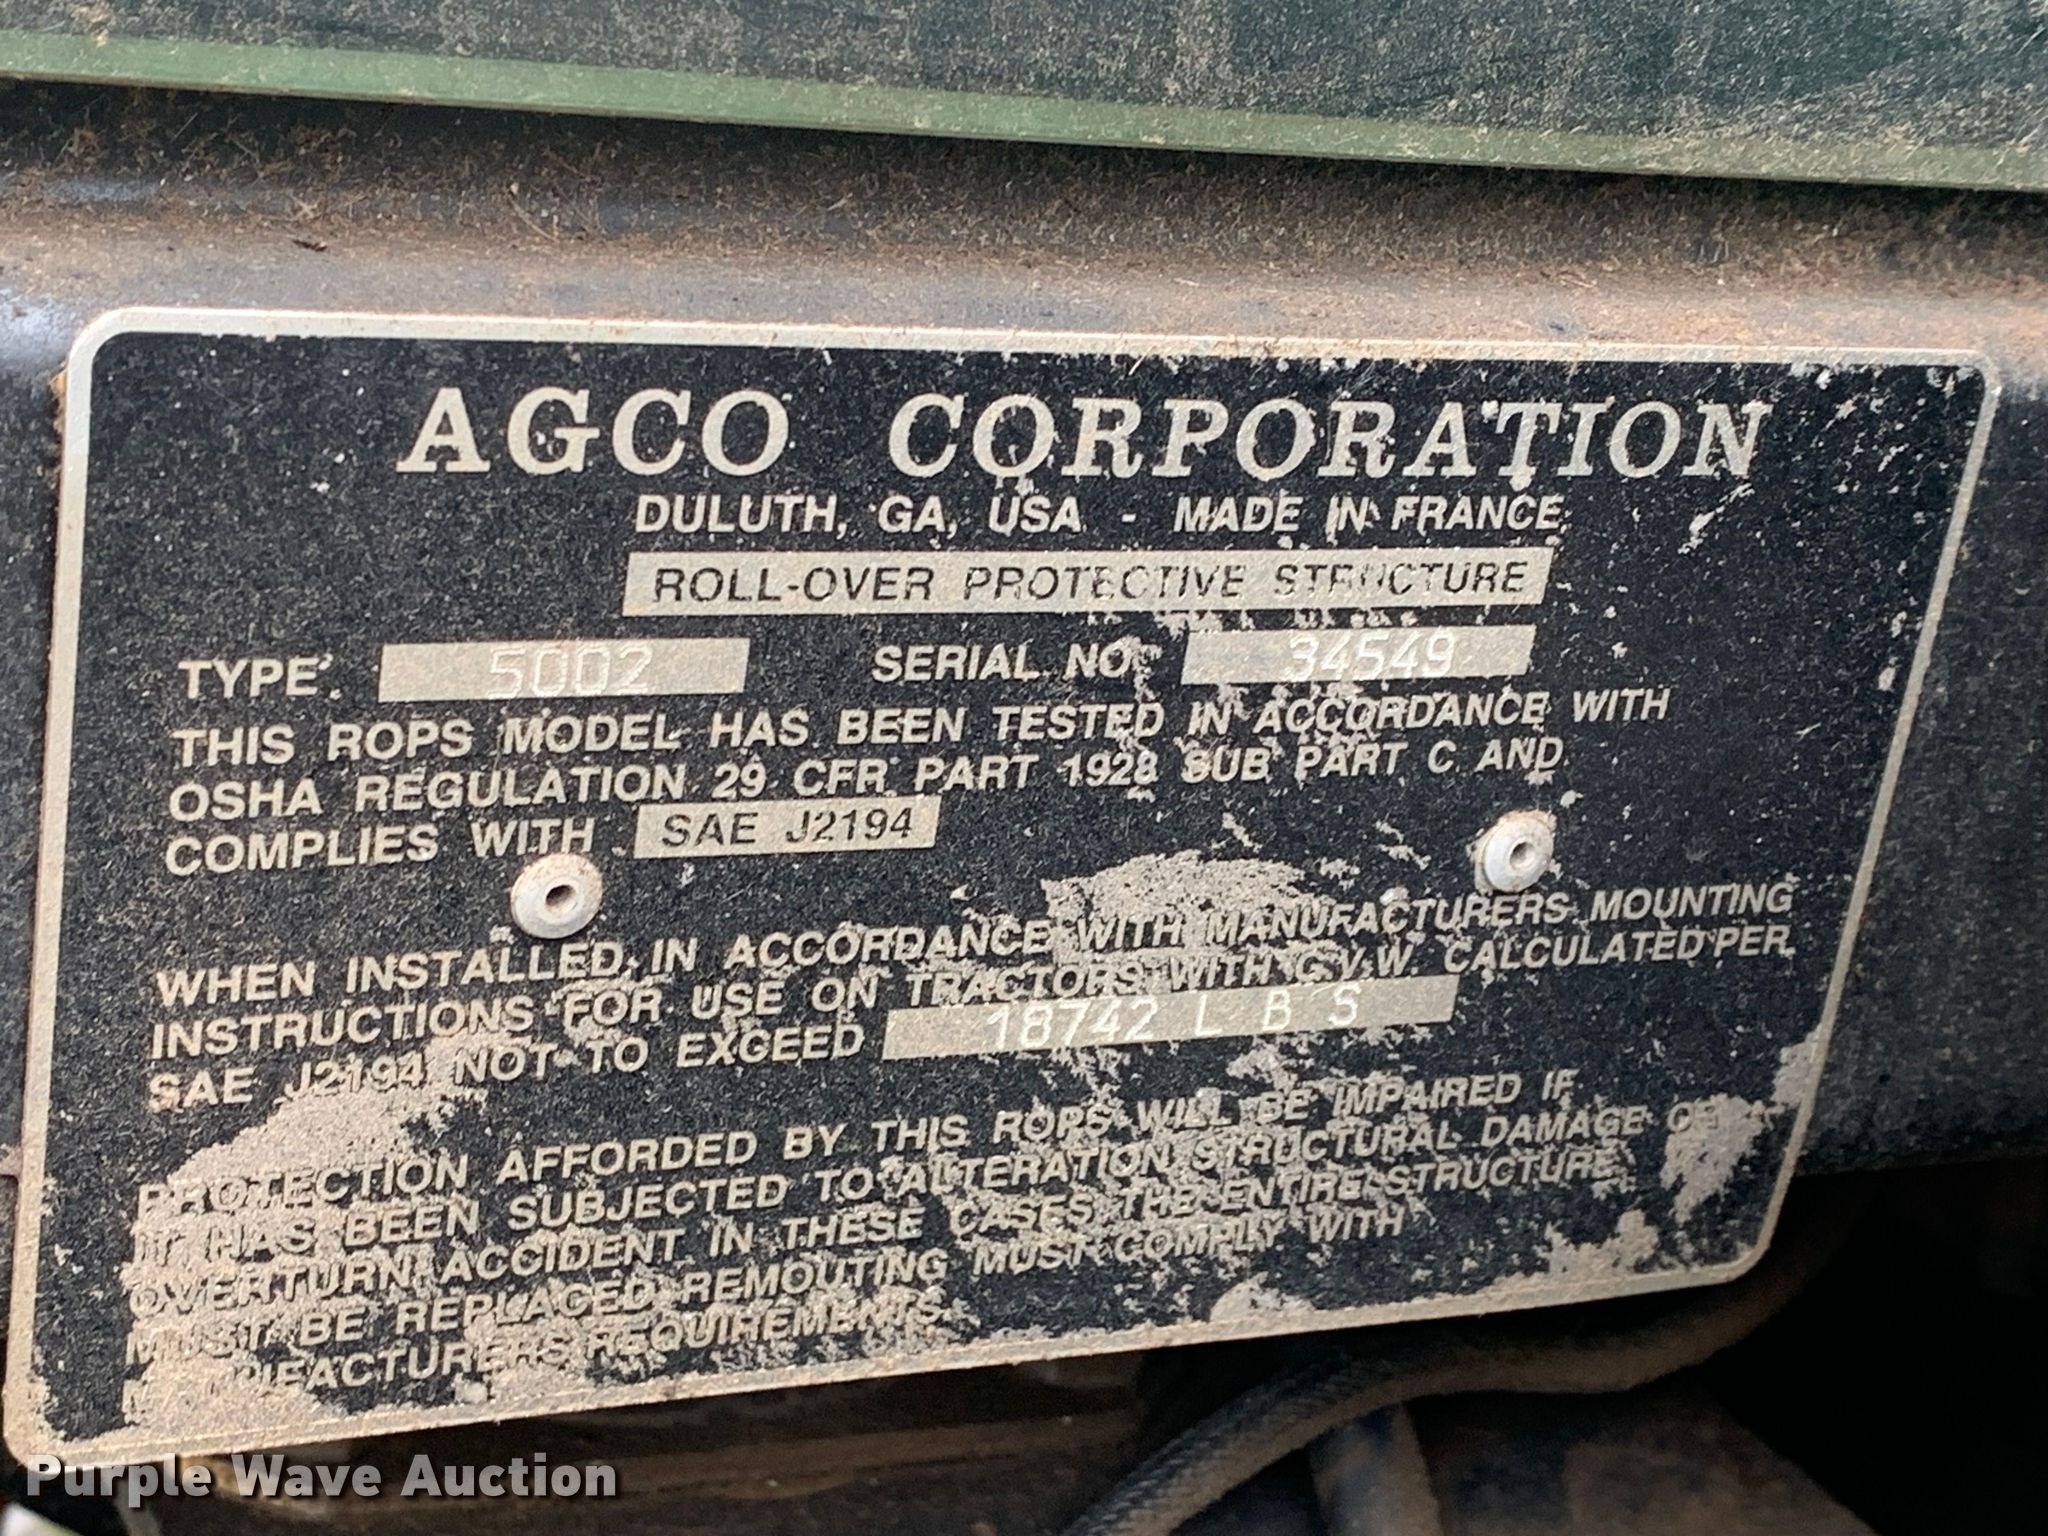 AGCO CORPORATION
DULUTH, GA, USA - MADE IN FRANCE
ROLL-OVER PROTECTIVE STRUCTURE
TYPE. 5002 SERIAL NO. 34549
THIS ROPS MODEL HAS BEEN TESTED IN ACCORDANCE WITH
OSHA REGULATION 29 CFR PART 1928 SUB PART C AND
COMPLIES WITH SAE J2194
WHEN INSTALLED IN ACCORDANCE WITH MANUFACTURERS MOUNTING
INSTRUCTIONS FOR USE ON TRACTORS WITH G.V.W. CALCULATED PER
SAE J2194 NOT TO EXCEED 18742 L B S
PROTECTION AFFORDED BY THIS ROPS WILL BE IMPAIRED IF
IT HAS BEEN SUBJECTED TO ALTERATION STRUCTURAL DAMAGE OR
OVERTURN ACCIDENT IN THESE CASES THE ENTIRE STRUCTURE
MUST BE REPLACED REMOUTING MUST COMPLY WITH
MANUFACTURERS REQUIREMENTS
Purple Wave Auction